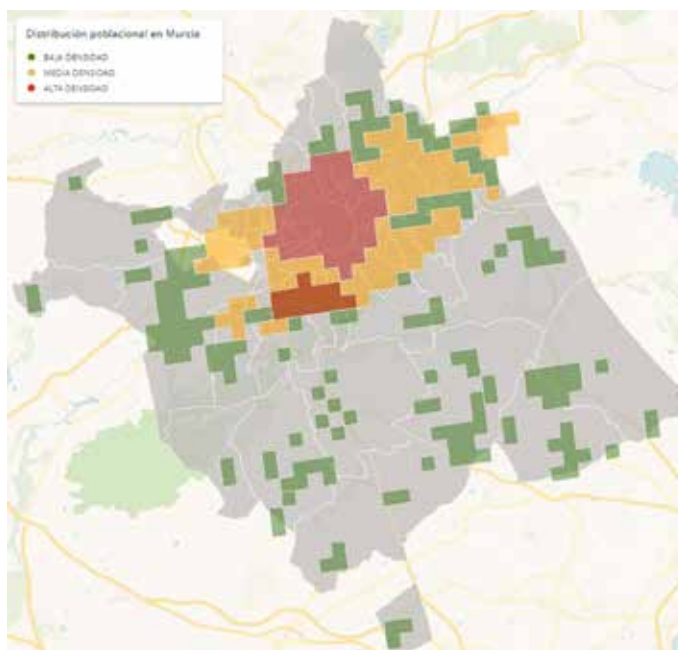 Distribución poblacional en Murcia
BAJA DENSIDAD
MEDIA DENSIDAD
ALTA DENSIDAD